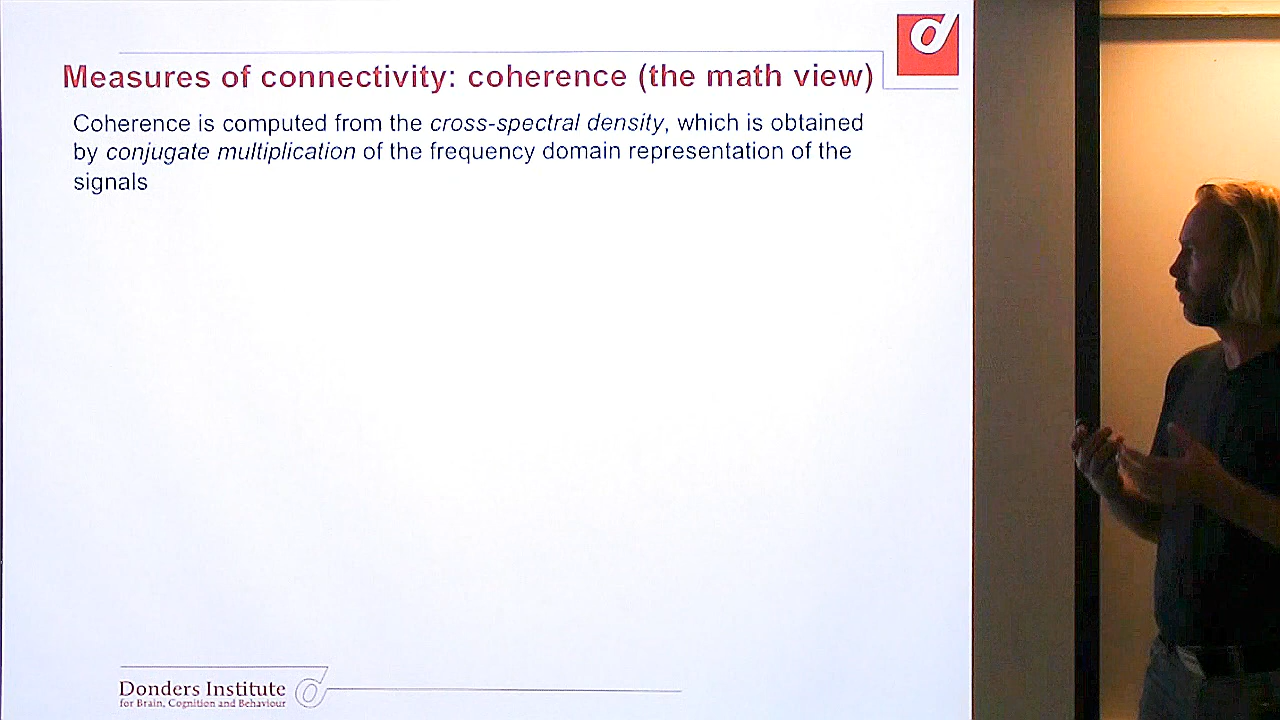 Measures of connectivity: coherence (the math view)
Coherence is computed from the cross-spectral density, which is obtained
by conjugate multiplication of the frequency domain representation of the
signals
Donders Institute
for Brain, Cognition and Behaviour